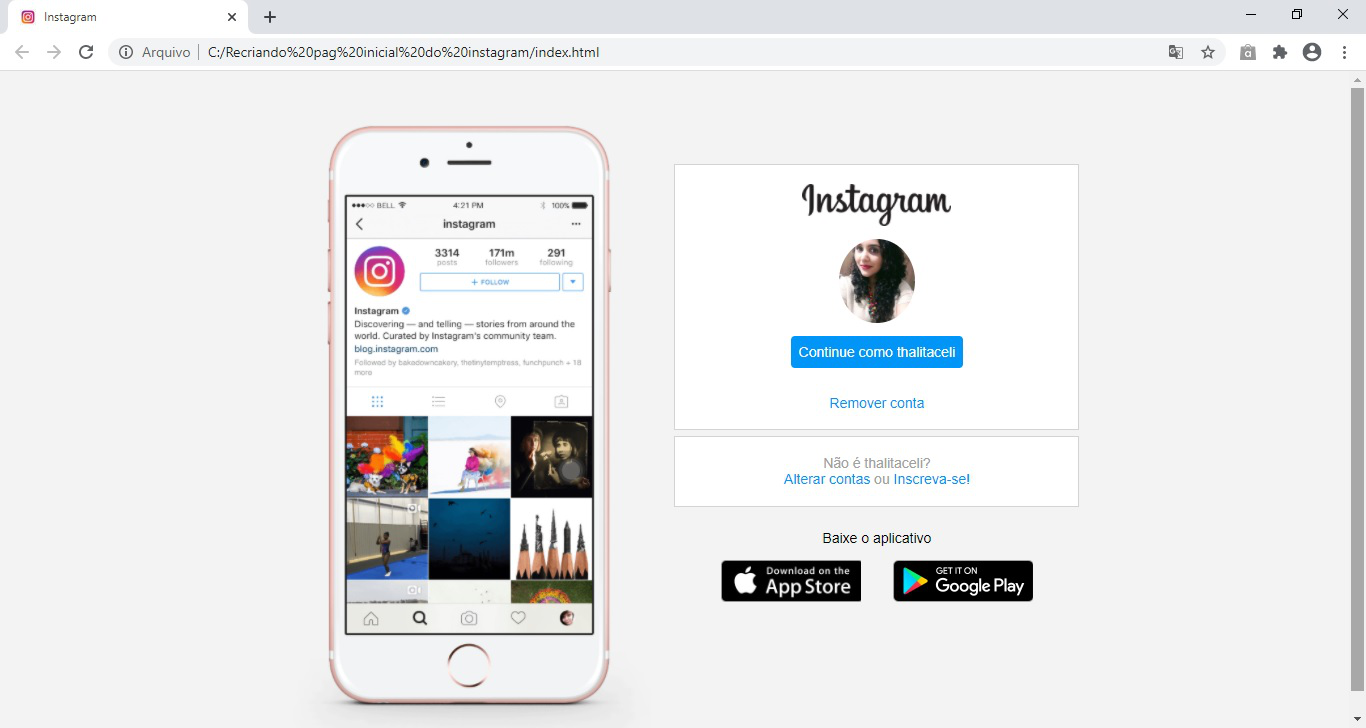 Instagram
Arquivo
C:/Recriando%20pag%20inicial%20do%20instagram/index.html
●●●○○ BELL
4:21 PM
100%
instagram
3314
171m
291
posts
followers
following
+ FOLLOW
Instagram
Discovering — and telling — stories from around the
world. Curated by Instagram's community team.
blog.instagram.com
Followed by bakedowncakery, thetinytemptress, funchpunch + 18
more
Instagram
Continue como thalitaceli
Remover conta
Não é thalitaceli?
Alterar contas ou Inscreva-se!
Baixe o aplicativo
Download on the
App Store
GET IT ON
Google Play